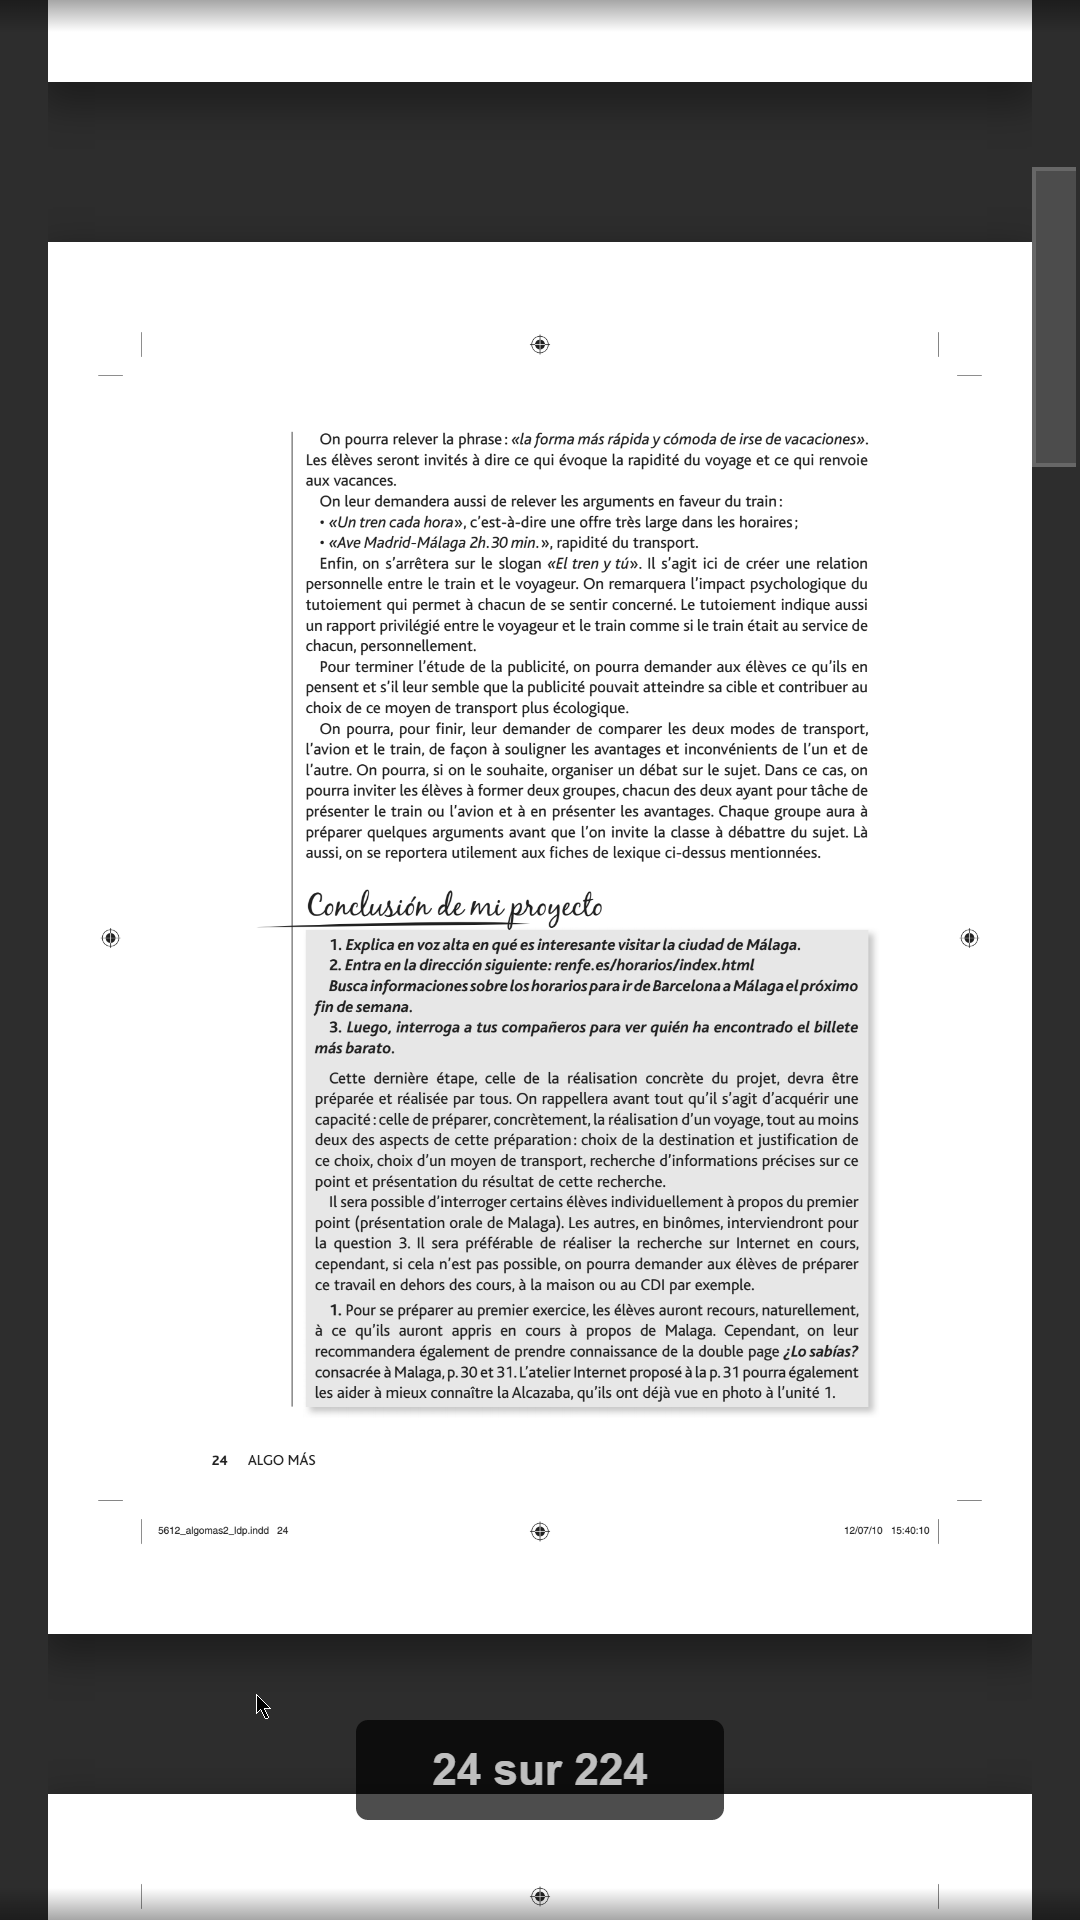 On pourra relever la phrase : «la forma más rápida y cómoda de irse de vacaciones».
Les élèves seront invités à dire ce qui évoque la rapidité du voyage et ce qui renvoie
aux vacances.
On leur demandera aussi de relever les arguments en faveur du train :
• «Un tren cada hora», c'est-à-dire une offre très large dans les horaires ;
• «Ave Madrid-Málaga 2h.30 min.», rapidité du transport.
Enfin, on s'arrêtera sur le slogan «El tren y tú». Il s'agit ici de créer une relation
personnelle entre le train et le voyageur. On remarquera l'impact psychologique du
tutoiement qui permet à chacun de se sentir concerné. Le tutoiement indique aussi
un rapport privilégié entre le voyageur et le train comme si le train était au service de
chacun, personnellement.
Pour terminer l'étude de la publicité, on pourra demander aux élèves ce qu'ils en
pensent et s'il leur semble que la publicité pouvait atteindre sa cible et contribuer au
choix de ce moyen de transport plus écologique.
On pourra, pour finir, leur demander de comparer les deux modes de transport,
l'avion et le train, de façon à souligner les avantages et inconvénients de l'un et de
l'autre. On pourra, si on le souhaite, organiser un débat sur le sujet. Dans ce cas, on
pourra inviter les élèves à former deux groupes, chacun des deux ayant pour tâche de
présenter le train ou l'avion et à en présenter les avantages. Chaque groupe aura à
préparer quelques arguments avant que l'on invite la classe à débattre du sujet. Là
aussi, on se reportera utilement aux fiches de lexique ci-dessus mentionnées.
Conclusión de mi proyecto
1. Explica en voz alta en qué es interesante visitar la ciudad de Málaga.
2. Entra en la dirección siguiente: renfe.es/horarios/index.html
Busca informaciones sobre los horarios para ir de Barcelona a Málaga el próximo
fin de semana.
3. Luego, interroga a tus compañeros para ver quién ha encontrado el billete
más barato.
Cette dernière étape, celle de la réalisation concrète du projet, devra être
préparée et réalisée par tous. On rappellera avant tout qu'il s'agit d'acquérir une
capacité : celle de préparer, concrètement, la réalisation d'un voyage, tout au moins
deux des aspects de cette préparation : choix de la destination et justification de
ce choix, choix d'un moyen de transport, recherche d'informations précises sur ce
point et présentation du résultat de cette recherche.
Il sera possible d'interroger certains élèves individuellement à propos du premier
point (présentation orale de Malaga). Les autres, en binômes, interviendront pour
la question 3. Il sera préférable de réaliser la recherche sur Internet en cours,
cependant, si cela n'est pas possible, on pourra demander aux élèves de préparer
ce travail en dehors des cours, à la maison ou au CDI par exemple.
1. Pour se préparer au premier exercice, les élèves auront recours, naturellement,
à ce qu'ils auront appris en cours à propos de Malaga. Cependant, on leur
recommandera également de prendre connaissance de la double page ¿Lo sabías?
consacrée à Malaga, p. 30 et 31. L'atelier Internet proposé à la p. 31 pourra également
les aider à mieux connaître la Alcazaba, qu'ils ont déjà vue en photo à l'unité 1.
24 ALGO MÁS
5612_algomas2_ldp.indd 24 12/07/10 15:40:10
24 sur 224